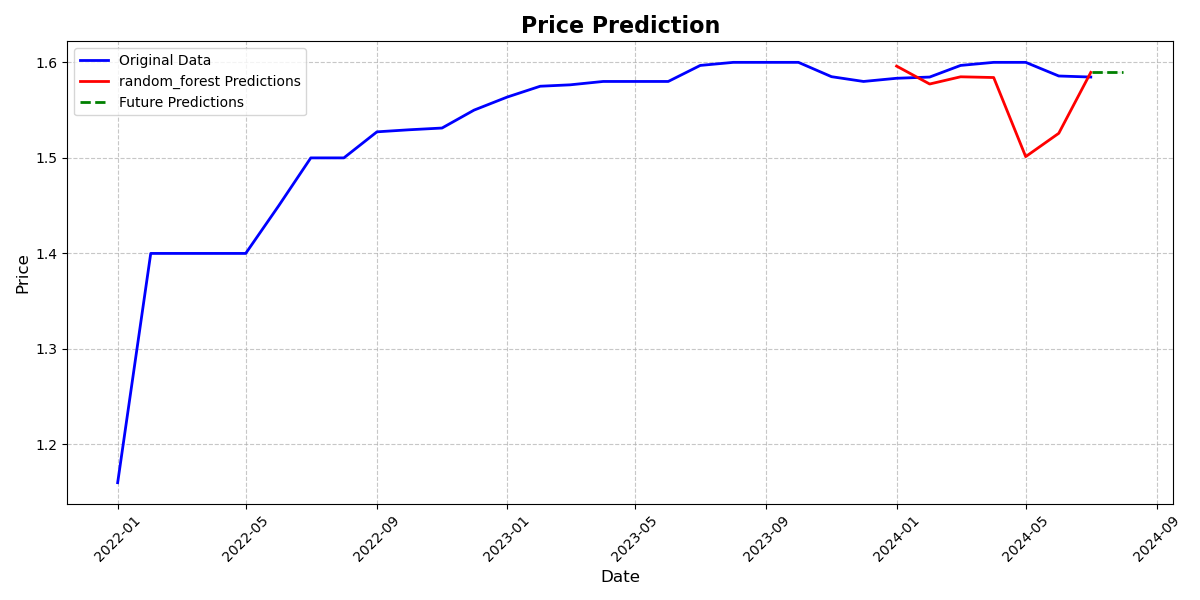 Price Prediction
Original Data
random_forest Predictions
Future Predictions
Price
1.6
1.5
1.4
1.3
1.2
2022-01
2022-05
2022-09
2023-01
2023-05
2023-09
2024-01
2024-05
2024-09
Date